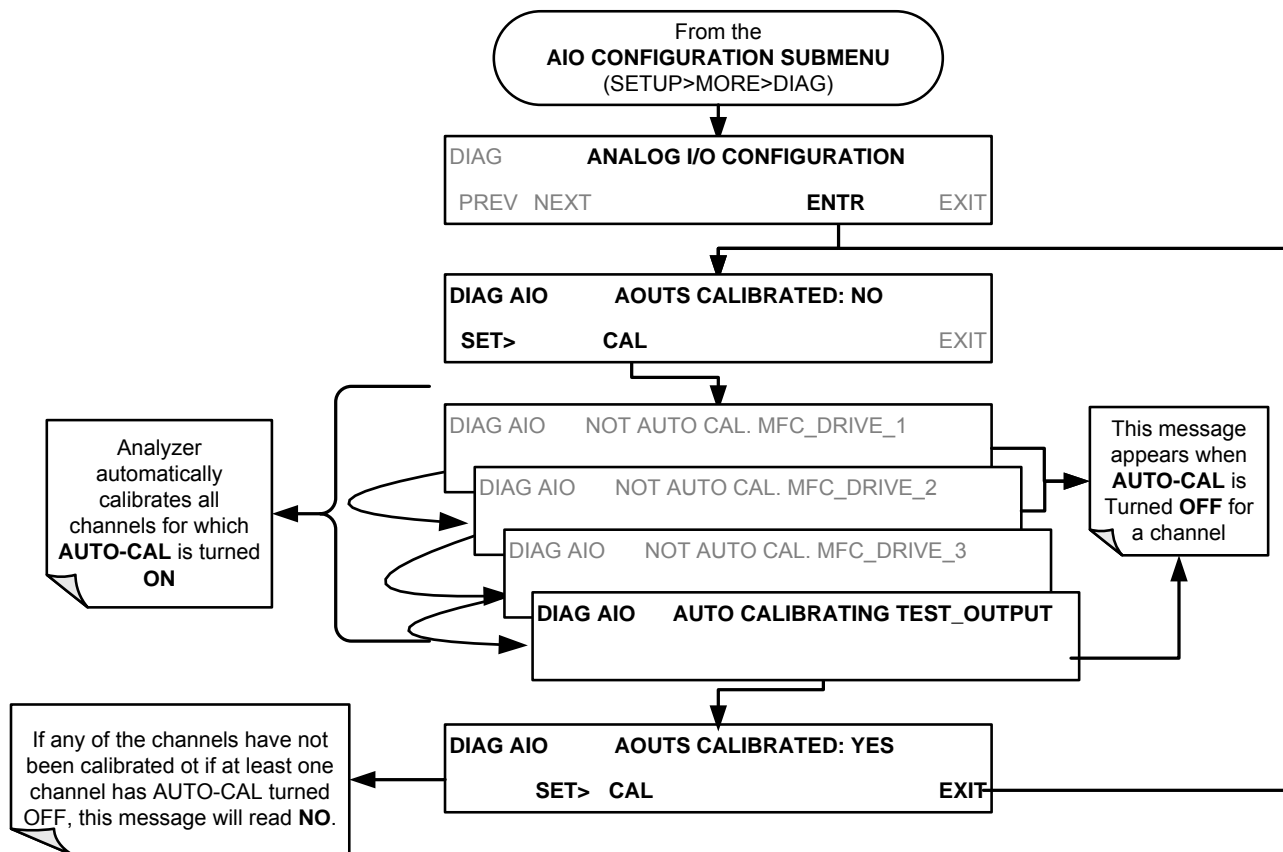 From the
AIO CONFIGURATION SUBMENU
(SETUP>MORE>DIAG)
DIAG ANALOG I/O CONFIGURATION
PREV NEXT ENTR EXIT
DIAG AIO AOUTS CALIBRATED: NO
SET> CAL EXIT
DIAG AIO NOT AUTO CAL. MFC_DRIVE_1
DIAG AIO NOT AUTO CAL. MFC_DRIVE_2
DIAG AIO NOT AUTO CAL. MFC_DRIVE_3
DIAG AIO AUTO CALIBRATING TEST_OUTPUT
Analyzer
automatically
calibrates all
channels for which
AUTO-CAL is turned
ON
This message
appears when
AUTO-CAL is
Turned OFF for
a channel
DIAG AIO AOUTS CALIBRATED: YES
SET> CAL EXIT
If any of the channels have not
been calibrated ot if at least one
channel has AUTO-CAL turned
OFF, this message will read NO.